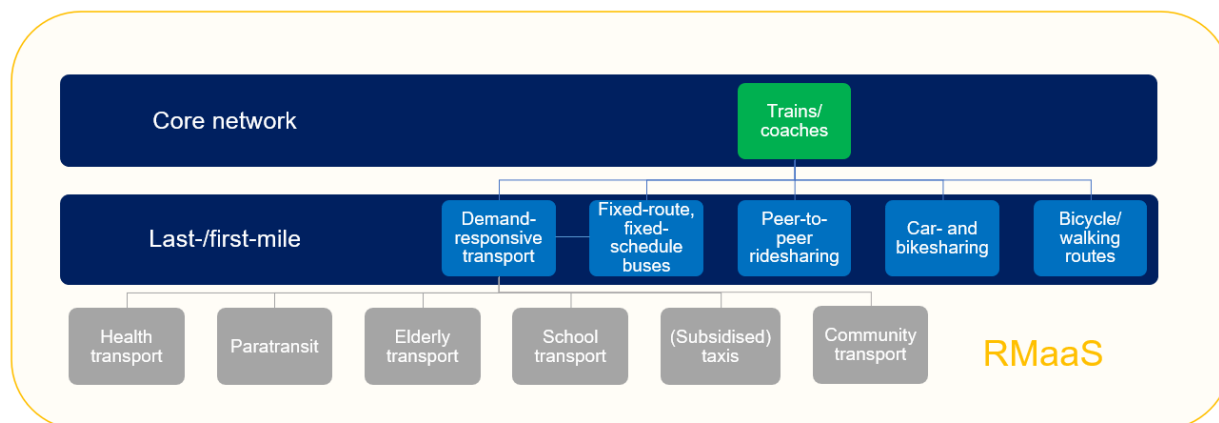 Core network
Trains/
coaches
Last-/first-mile
Demand-
responsive
transport
Fixed-route,
fixed-
schedule
buses
Peer-to-
peer
ridesharing
Car- and
bikesharing
Bicycle/
walking
routes
Health
transport
Paratransit
Elderly
transport
School
transport
(Subsidised)
taxis
Community
transport
RMaaS